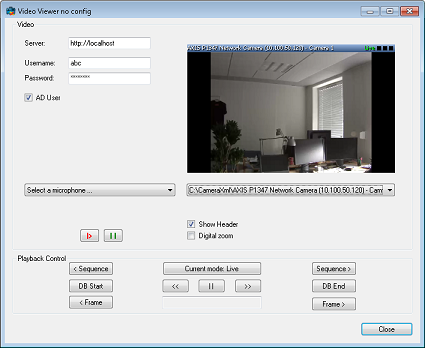 Video Viewer no config
Video
Server:
http://localhost
Username:
abc
Password:
********
AD User
AXIS P1347 Network Camera (10.100.50.120) - Camera 1
Select a microphone ...
C:\CameraXml\AXIS P1347 Network Camera (10.100.50.120) - Cam
Show Header
Digital zoom
Playback Control
< Sequence
Current mode: Live
Sequence >
DB Start
<<
>>
DB End
< Frame
Frame >
Close